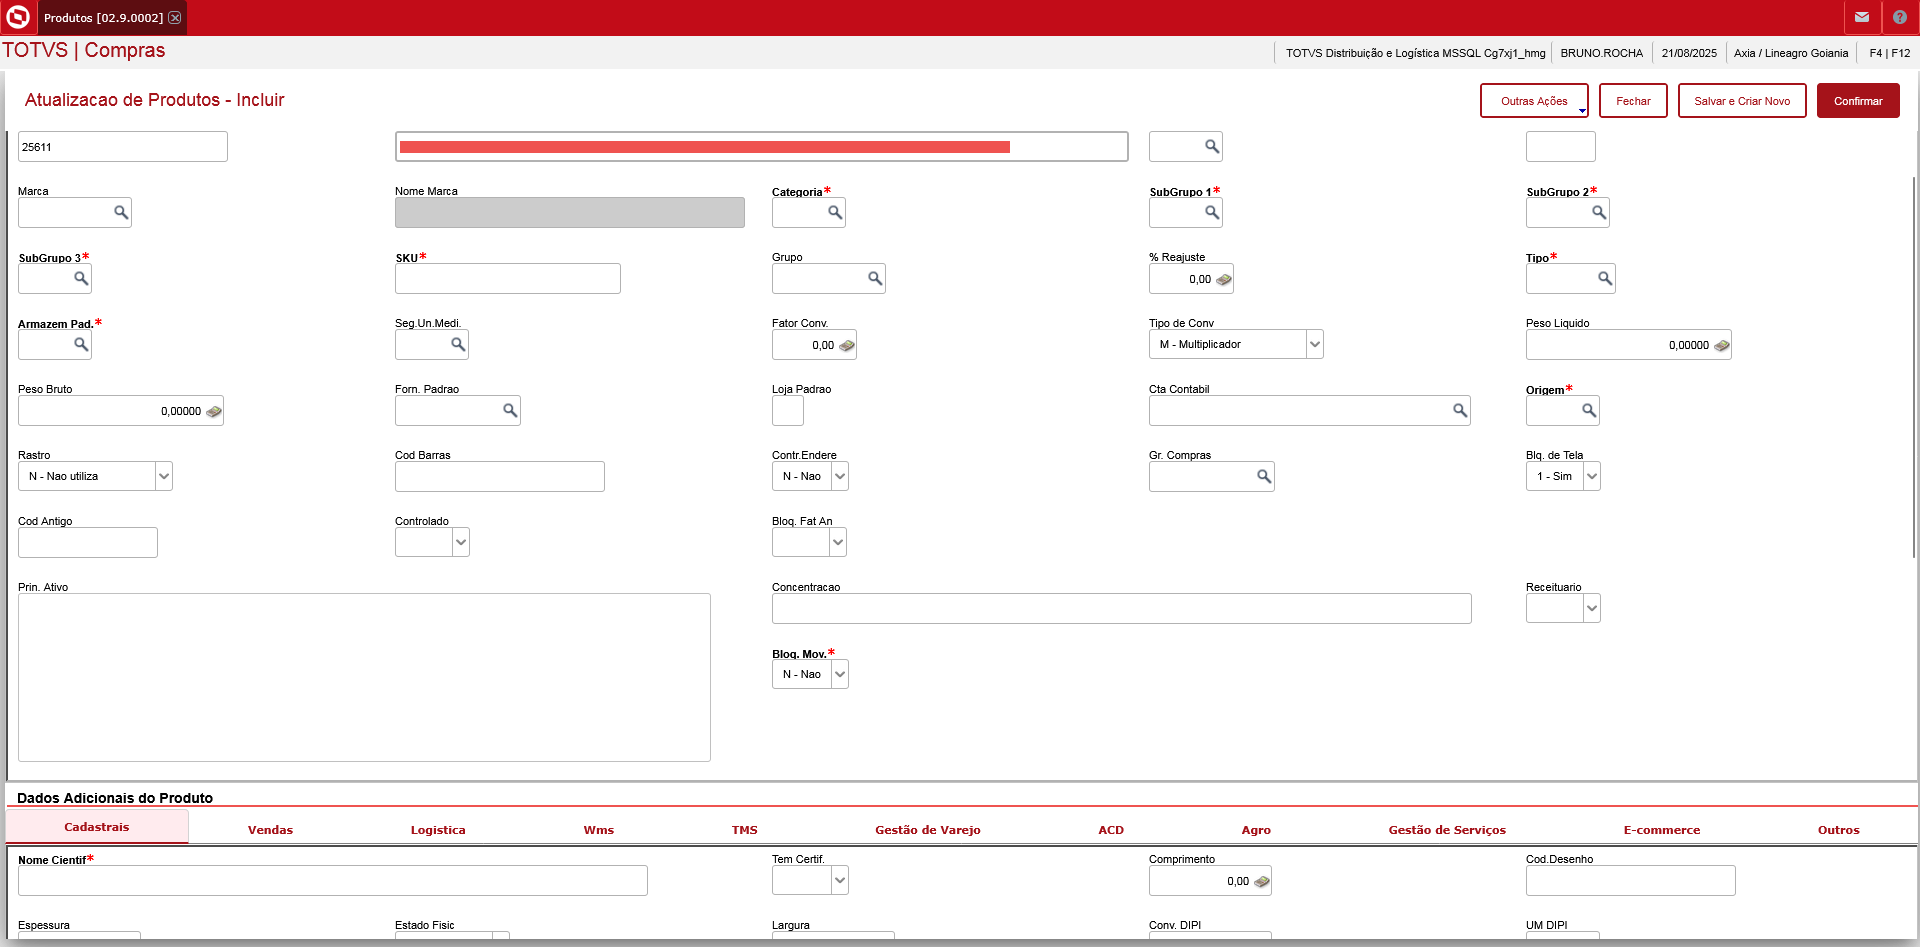 Produtos [02.9.0002]
TOTVS | Compras
TOTVS Distribuição e Logística MSSQL Cg7xj1_hmg
BRUNO.ROCHA
21/08/2025
Axia / Lineagro Goiania
F4 | F12
Atualizacao de Produtos - Incluir
Outras Ações
Fechar
Salvar e Criar Novo
Confirmar
25611
Marca
Nome Marca
Categoria*
SubGrupo 1*
SubGrupo 2*
SubGrupo 3*
SKU*
Grupo
% Reajuste
0,00
Tipo*
Armazem Pad.*
Seg.Un.Medi.
Fator Conv.
0,00
Tipo de Conv
M - Multiplicador
Peso Liquido
0,00000
Peso Bruto
0,00000
Forn. Padrao
Loja Padrao
Cta Contabil
Origem*
Rastro
N - Nao utiliza
Cod Barras
Contr.Endere
N - Nao
Gr. Compras
Blq. de Tela
1 - Sim
Cod Antigo
Controlado
Bloq. Fat An
Prin. Ativo
Concentracao
Receituario
Bloq. Mov.*
N - Nao
Dados Adicionais do Produto
Cadastrais
Vendas
Logistica
Wms
TMS
Gestão de Varejo
ACD
Agro
Gestão de Serviços
E-commerce
Outros
Nome Cientif*
Tem Certif.
Comprimento
0,00
Cod.Desenho
Espessura
Estado Fisic
Largura
Conv. DIPI
UM DIPI